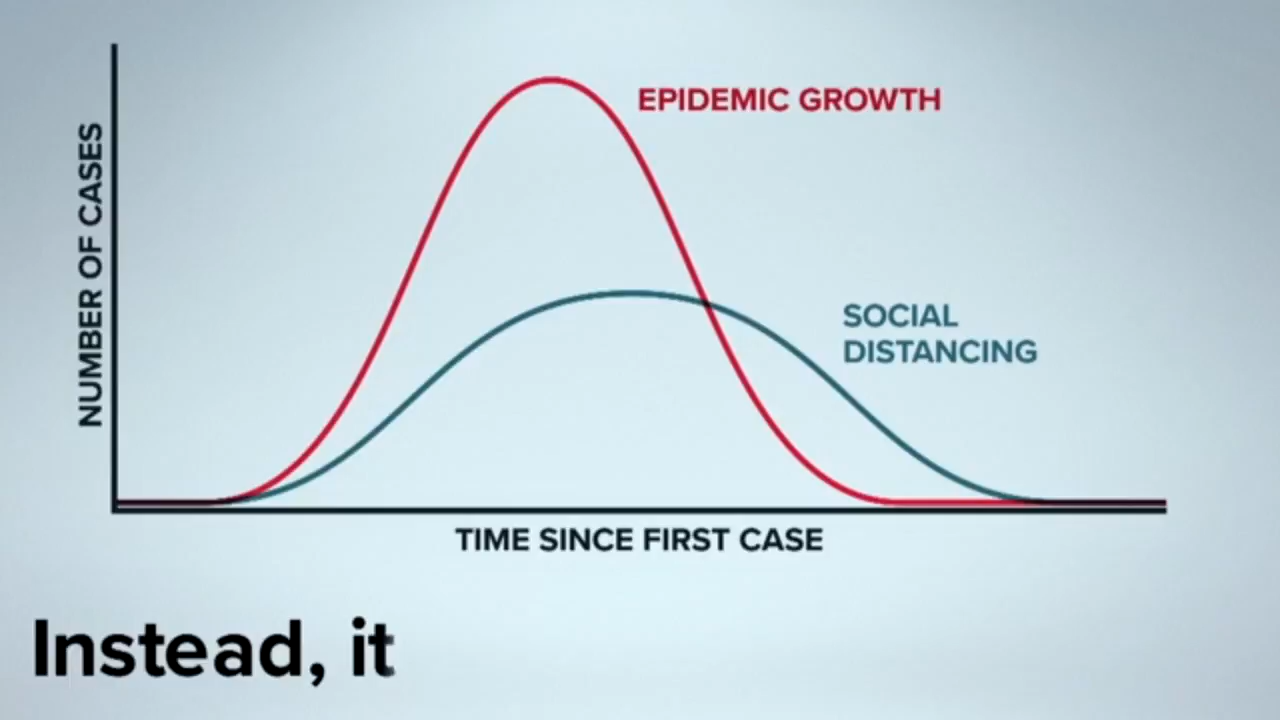 EPIDEMIC GROWTH
NUMBER OF CASES
SOCIAL
DISTANCING
TIME SINCE FIRST CASE
Instead, it